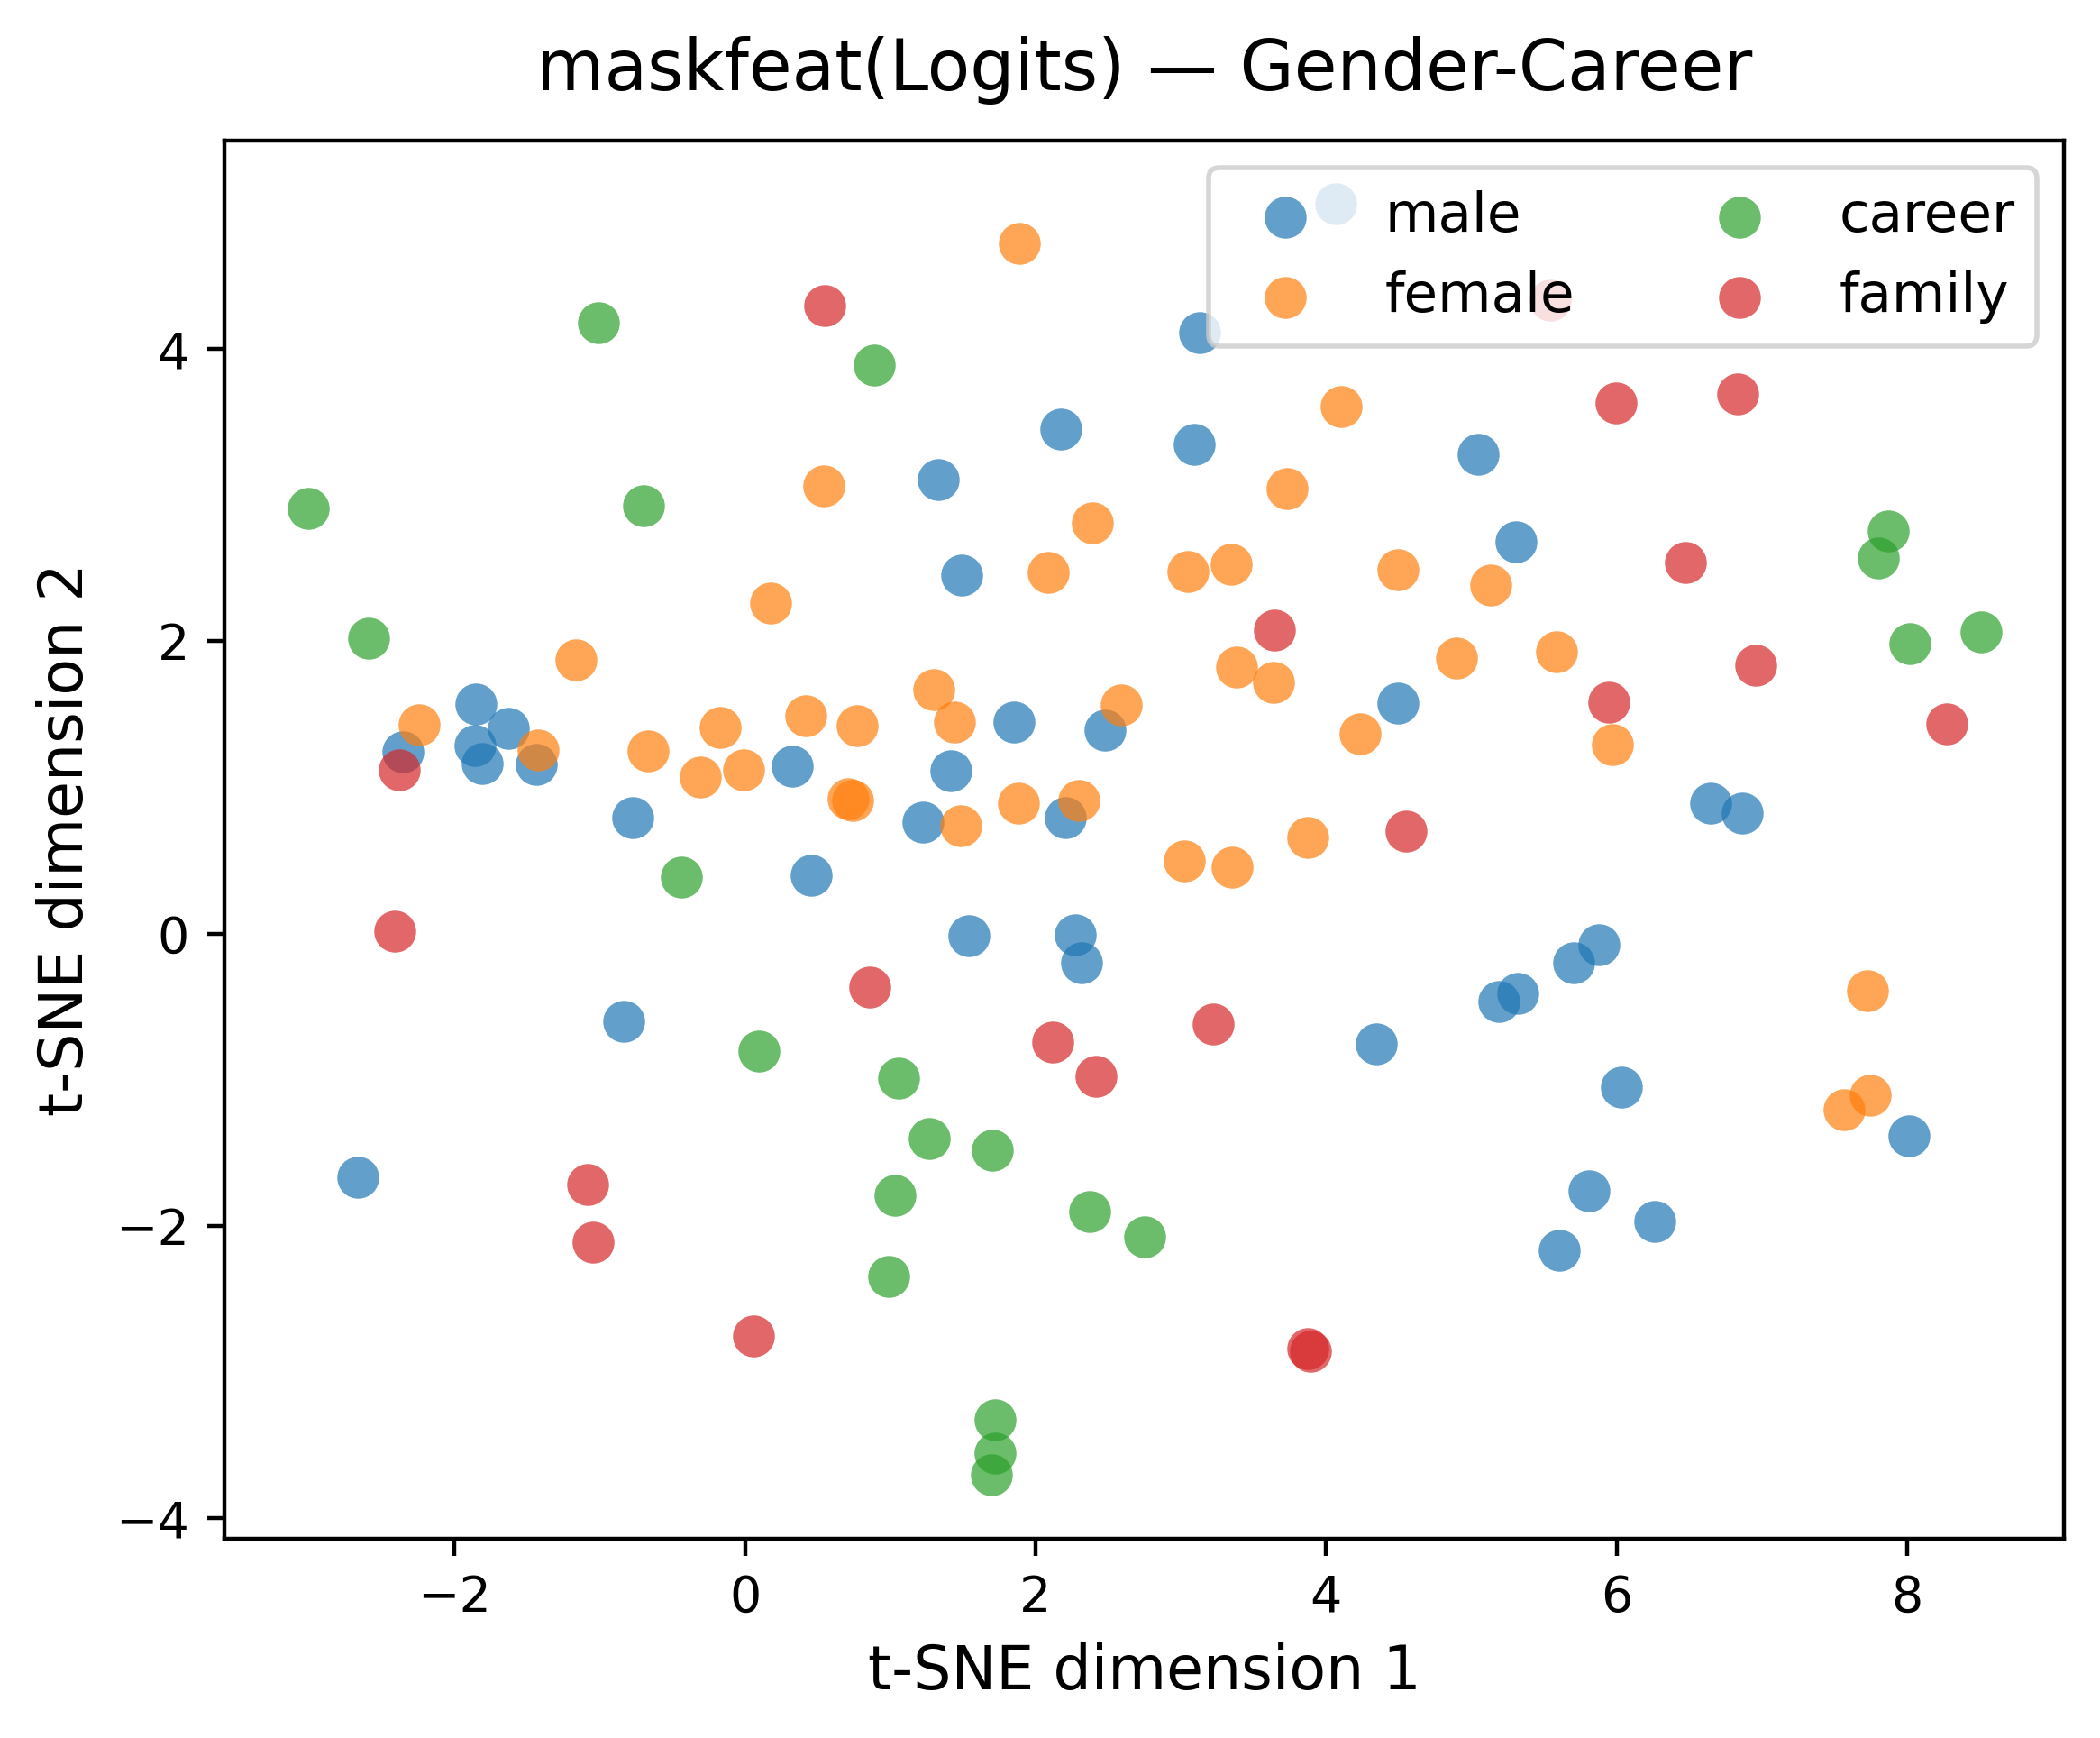 maskfeat(Logits) — Gender-Career
male
female
career
family
t-SNE dimension 2
4
2
0
−2
−4
−2
0
2
4
6
8
t-SNE dimension 1